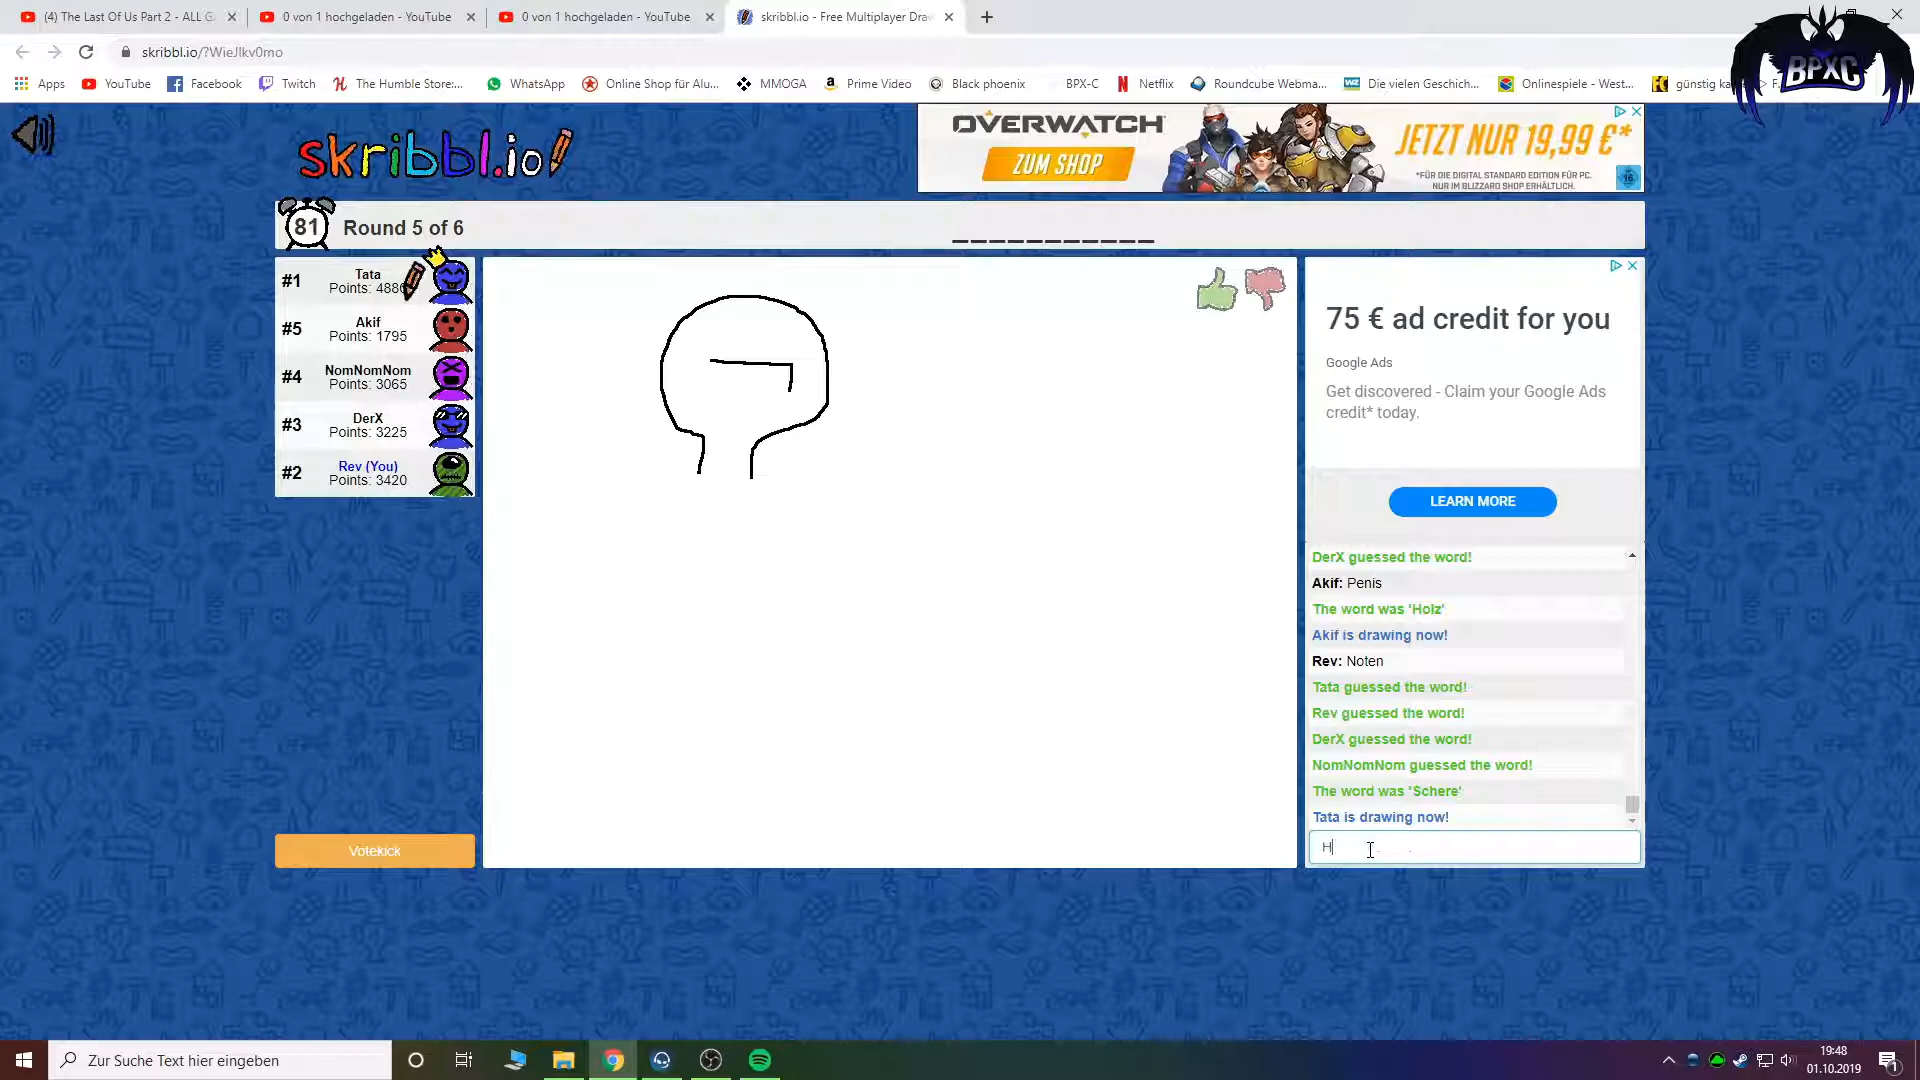 (4) The Last Of Us Part 2 - ALL G
0 von 1 hochgeladen - YouTube
0 von 1 hochgeladen - YouTube
skribbl.io - Free Multiplayer Draw
skribbl.io/?WieJlkv0mo
Apps
YouTube
Facebook
Twitch
The Humble Store:...
WhatsApp
Online Shop für Alu...
MMOGA
Prime Video
Black phoenix
BPX-C
Netflix
Roundcube Webma...
Die vielen Geschich...
Onlinespiele - West...
günstig ka
BPXC
skribbl.io
OVERWATCH
ZUM SHOP
JETZT NUR 19,99 €*
*FÜR DIE DIGITAL STANDARD EDITION FÜR PC.
NUR IM BLIZZARD SHOP ERHÄLTLICH.
16
81
Round 5 of 6
___________
#1
Tata
Points: 4880
#5
Akif
Points: 1795
#4
NomNomNom
Points: 3065
#3
DerX
Points: 3225
#2
Rev (You)
Points: 3420
Votekick
75 € ad credit for you
Google Ads
Get discovered - Claim your Google Ads
credit* today.
LEARN MORE
DerX guessed the word!
Akif: Penis
The word was 'Holz'
Akif is drawing now!
Rev: Noten
Tata guessed the word!
Rev guessed the word!
DerX guessed the word!
NomNomNom guessed the word!
The word was 'Schere'
Tata is drawing now!
H
Zur Suche Text hier eingeben
19:48
01.10.2019
1